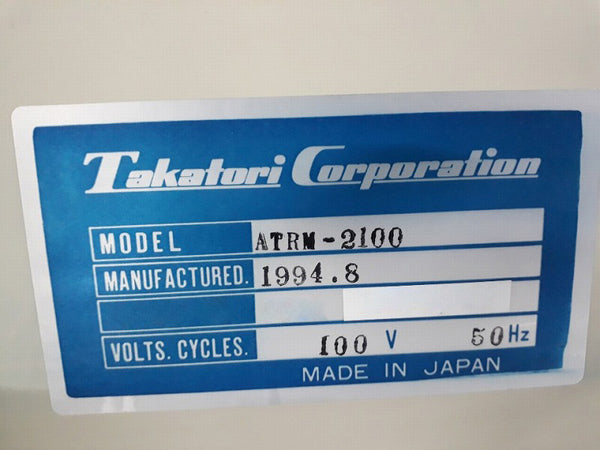 Takatori Corporation
MODEL ATRM-2100
MANUFACTURED. 1994.8
VOLTS. CYCLES. 100 V 50Hz
MADE IN JAPAN